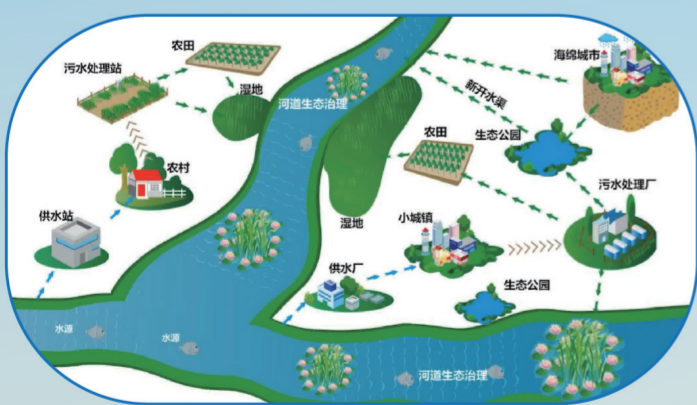 农田
污水处理站
湿地
河道生态治理
海绵城市
新开水渠
农田
生态公园
农村
污水处理厂
供水站
湿地
小城镇
供水厂
生态公园
水源
水源
河道生态治理